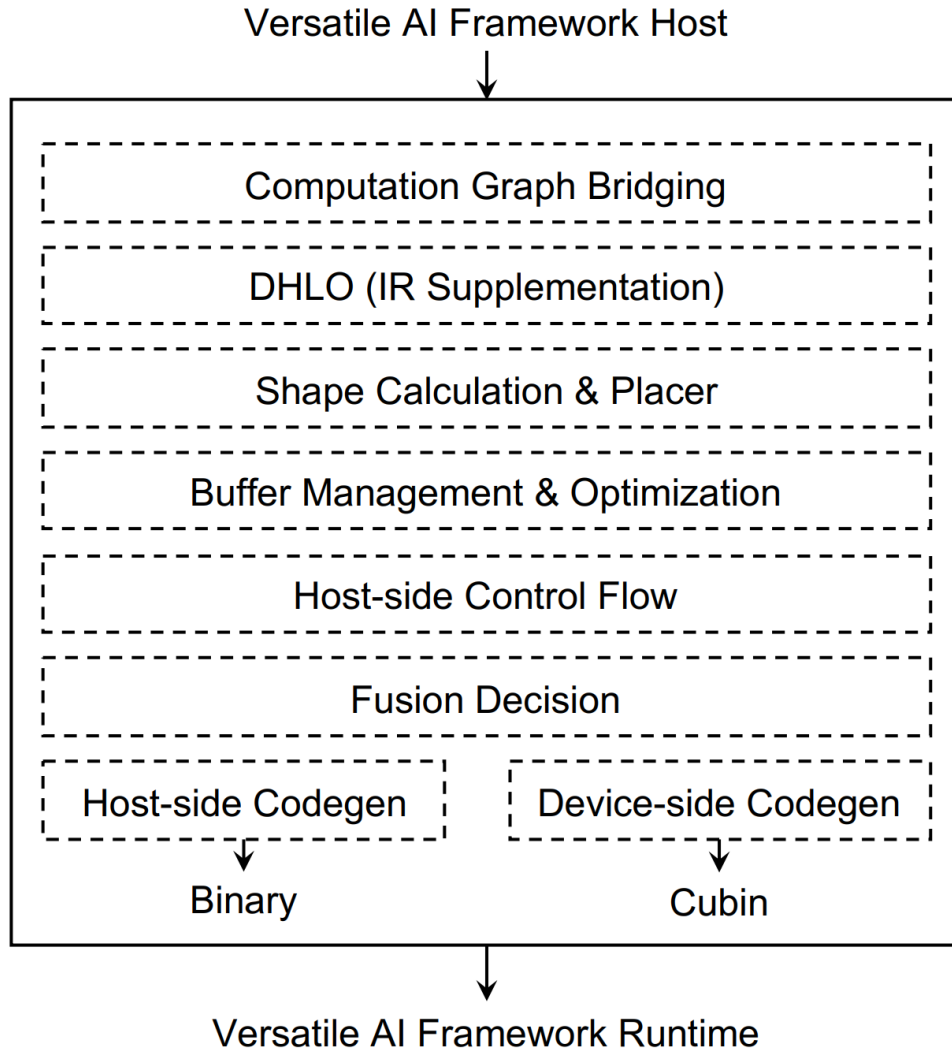 Versatile AI Framework Host
Computation Graph Bridging
DHLO (IR Supplementation)
Shape Calculation & Placer
Buffer Management & Optimization
Host-side Control Flow
Fusion Decision
Host-side Codegen
Device-side Codegen
Binary
Cubin
Versatile AI Framework Runtime